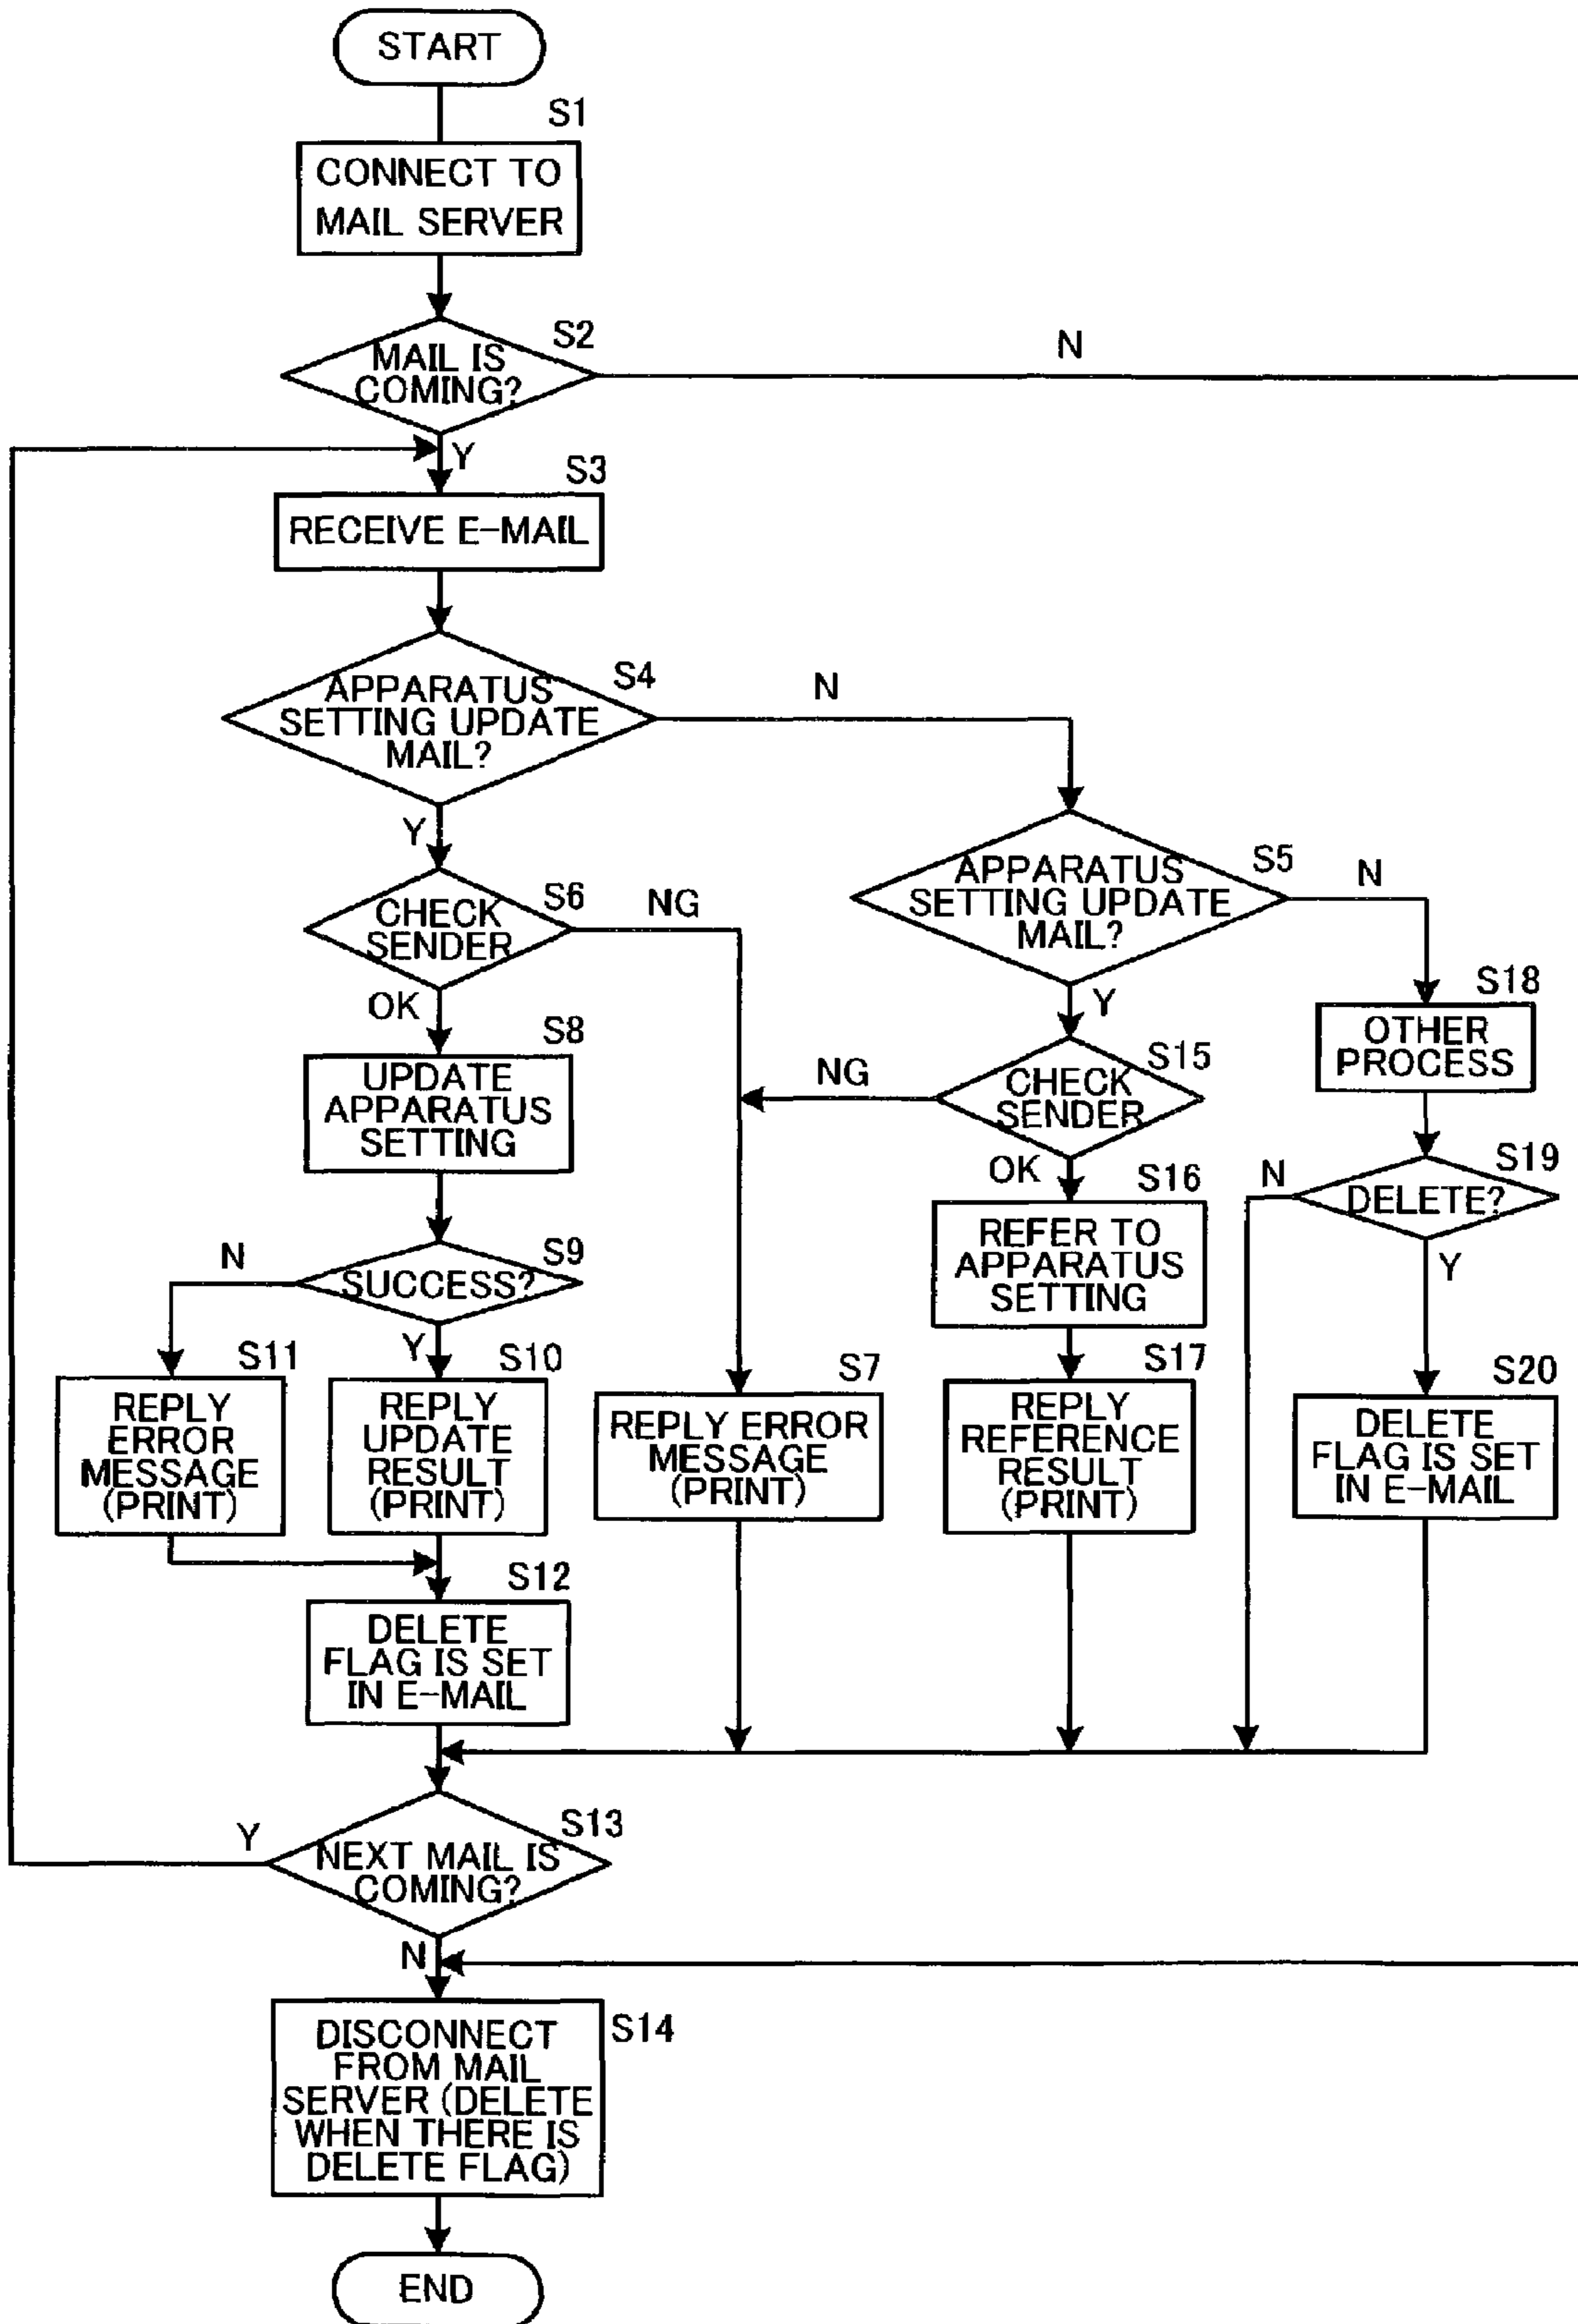 START
S1
CONNECT TO
MAIL SERVER
S2
MAIL IS
COMING?
N
Y
S3
RECEIVE E-MAIL
S4
APPARATUS
SETTING UPDATE
MAIL?
N
Y
S5
APPARATUS
SETTING UPDATE
MAIL?
N
Y
S6
CHECK
SENDER
NG
OK
S18
OTHER
PROCESS
S8
UPDATE
APPARATUS
SETTING
S15
CHECK
SENDER
NG
OK
S19
DELETE?
N
Y
S16
REFER TO
APPARATUS
SETTING
S9
SUCCESS?
N
Y
S11
REPLY
ERROR
MESSAGE
(PRINT)
S10
REPLY
UPDATE
RESULT
(PRINT)
S7
REPLY ERROR
MESSAGE
(PRINT)
S17
REPLY
REFERENCE
RESULT
(PRINT)
S20
DELETE
FLAG IS SET
IN E-MAIL
S12
DELETE
FLAG IS SET
IN E-MAIL
S13
NEXT MAIL IS
COMING?
Y
N
S14
DISCONNECT
FROM MAIL
SERVER (DELETE
WHEN THERE IS
DELETE FLAG)
END